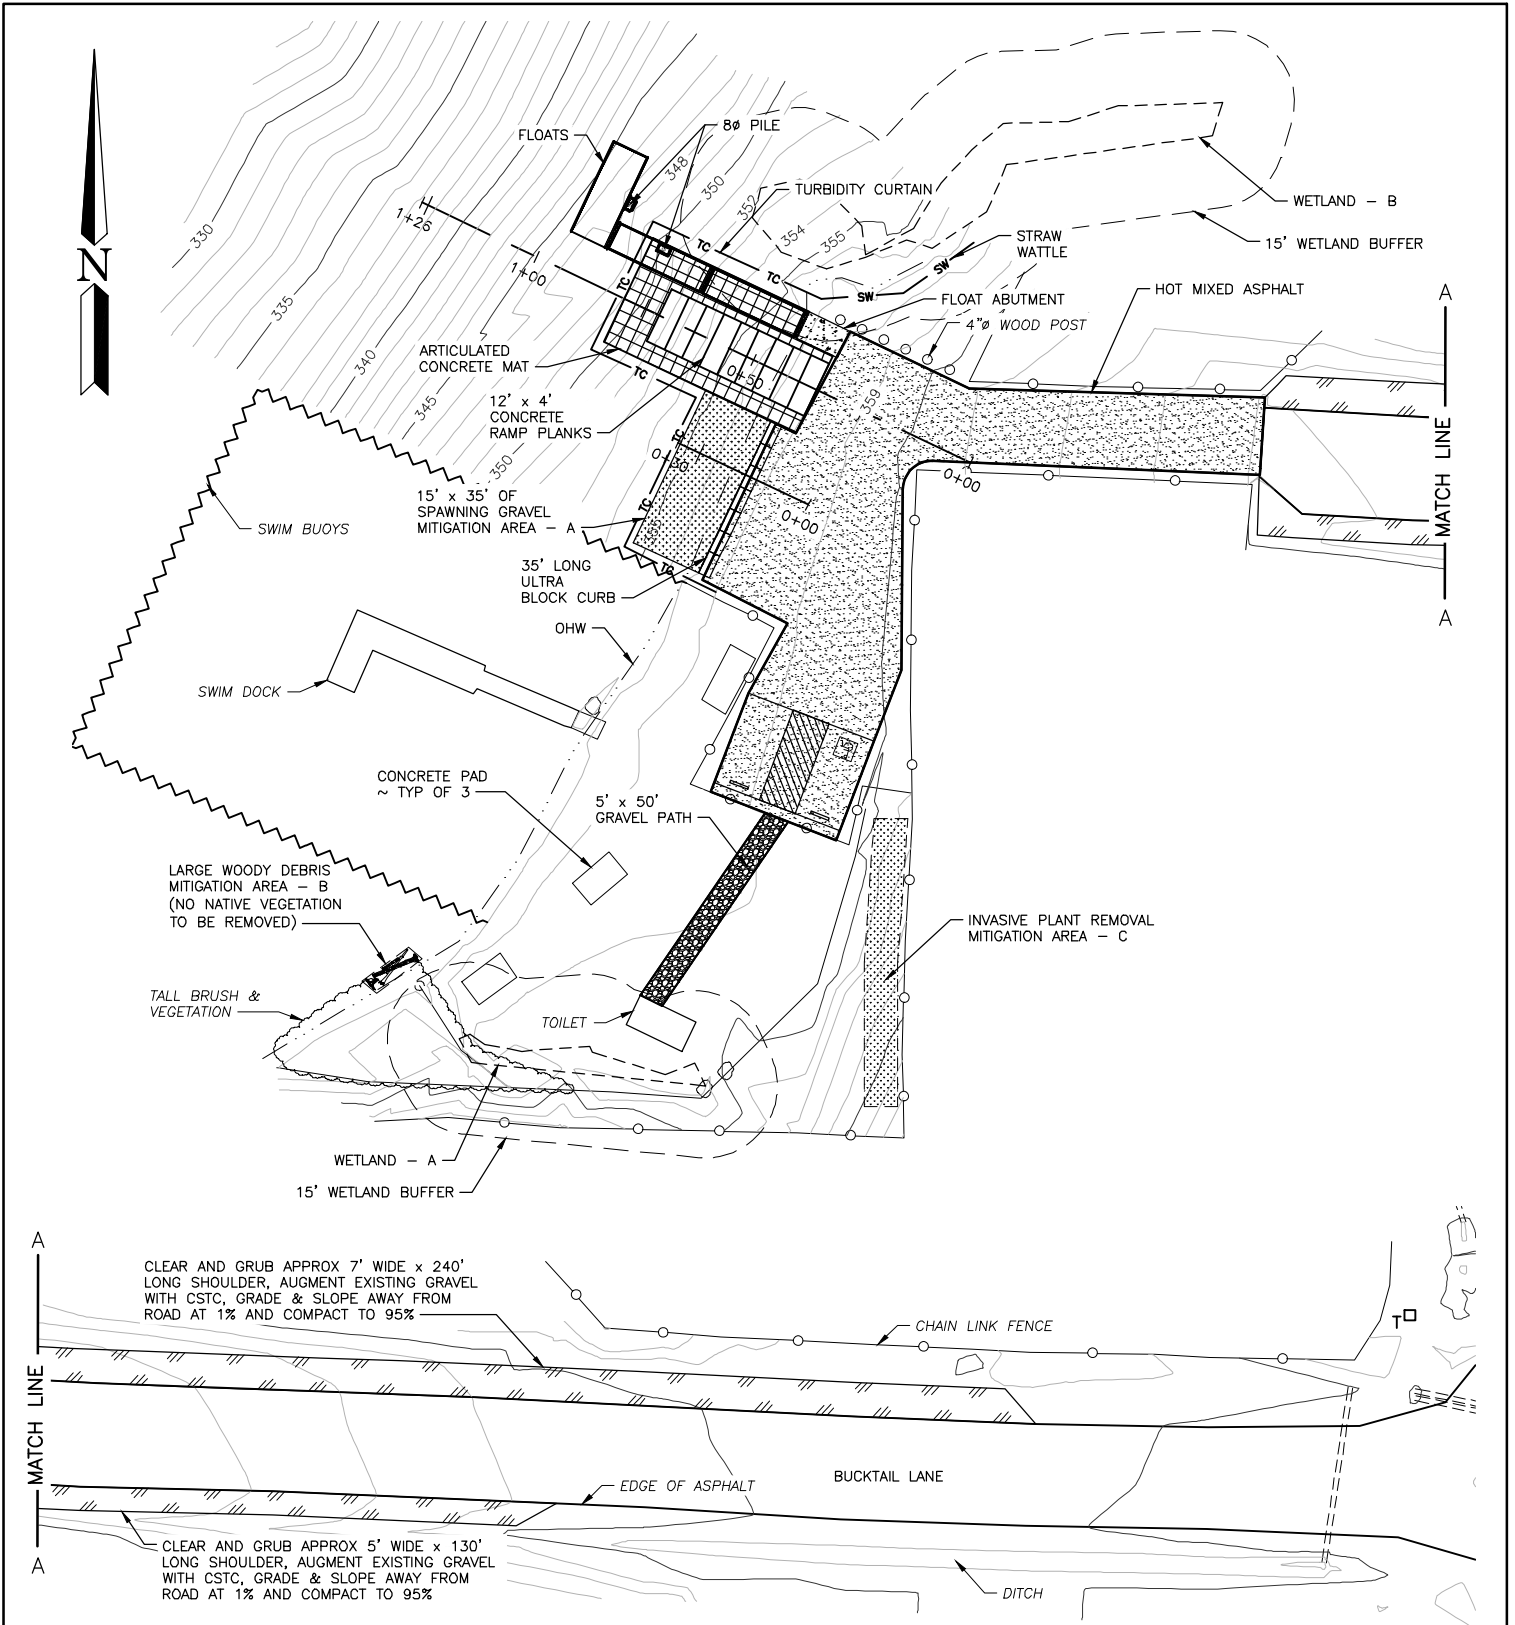 FLOATS
8ø PILE
348
350
TURBIDITY CURTAIN
352
354
355
WETLAND - B
15' WETLAND BUFFER
STRAW
WATTLE
1+26
330
N
1+00
TC
TC
TC
SW
SW
FLOAT ABUTMENT
HOT MIXED ASPHALT
A
4"ø WOOD POST
335
340
345
ARTICULATED
CONCRETE MAT
TC
0+50
359
12' x 4'
CONCRETE
RAMP PLANKS
TC
350
0+00
MATCH LINE
15' x 35' OF
SPAWNING GRAVEL
MITIGATION AREA - A
TC
355
0+00
SWIM BUOYS
TC
35' LONG
ULTRA
BLOCK CURB
A
OHW
SWIM DOCK
CONCRETE PAD
~ TYP OF 3
5' x 50'
GRAVEL PATH
LARGE WOODY DEBRIS
MITIGATION AREA - B
(NO NATIVE VEGETATION
TO BE REMOVED)
INVASIVE PLANT REMOVAL
MITIGATION AREA - C
TALL BRUSH &
VEGETATION
TOILET
WETLAND - A
15' WETLAND BUFFER
A
CLEAR AND GRUB APPROX 7' WIDE x 240'
LONG SHOULDER, AUGMENT EXISTING GRAVEL
WITH CSTC, GRADE & SLOPE AWAY FROM
ROAD AT 1% AND COMPACT TO 95%
CHAIN LINK FENCE
T
MATCH LINE
BUCKTAIL LANE
EDGE OF ASPHALT
A
CLEAR AND GRUB APPROX 5' WIDE x 130'
LONG SHOULDER, AUGMENT EXISTING GRAVEL
WITH CSTC, GRADE & SLOPE AWAY FROM
ROAD AT 1% AND COMPACT TO 95%
DITCH